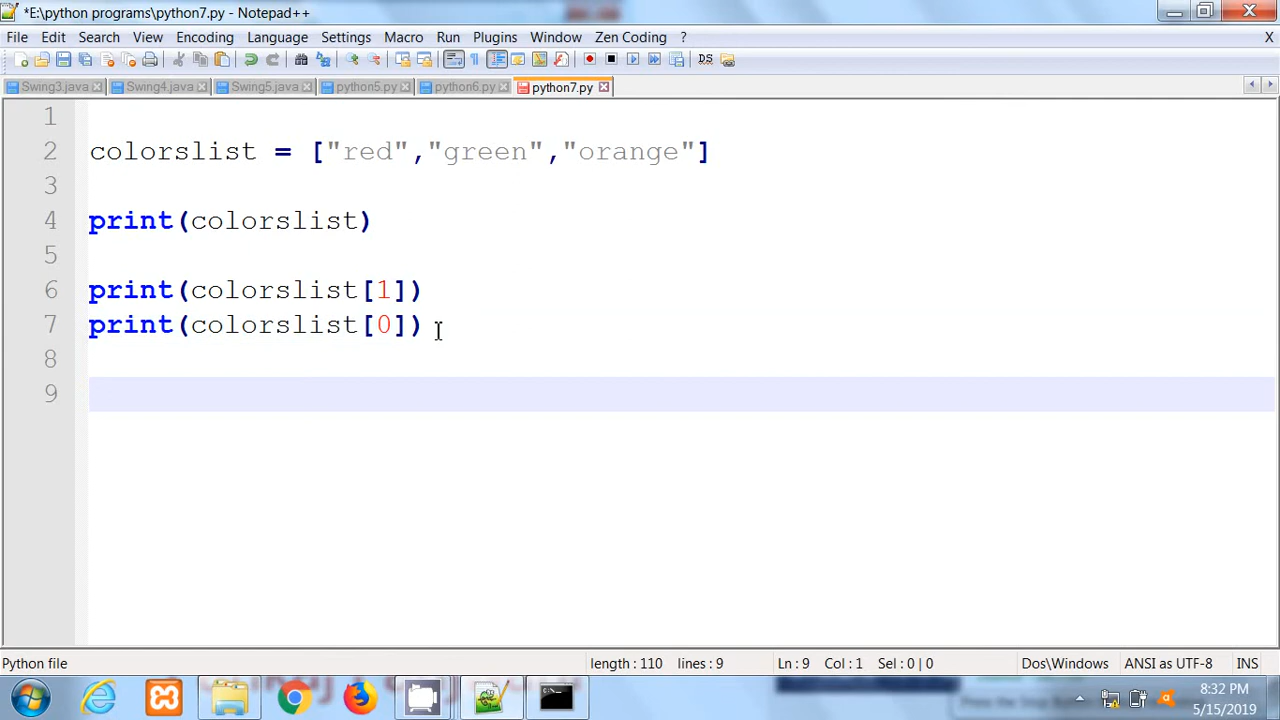 *E:\python programs\python7.py - Notepad++
File Edit Search View Encoding Language Settings Macro Run Plugins Window Zen Coding ? X
Swing3.java Swing4.java Swing5.java python5.py python6.py python7.py
1
2 colorslist = ["red","green","orange"]
3
4 print(colorslist)
5
6 print(colorslist[1])
7 print(colorslist[0])
8
9
Python file length : 110 lines : 9 Ln : 9 Col : 1 Sel : 0 | 0 Dos\Windows ANSI as UTF-8 INS
8:32 PM
5/15/2019